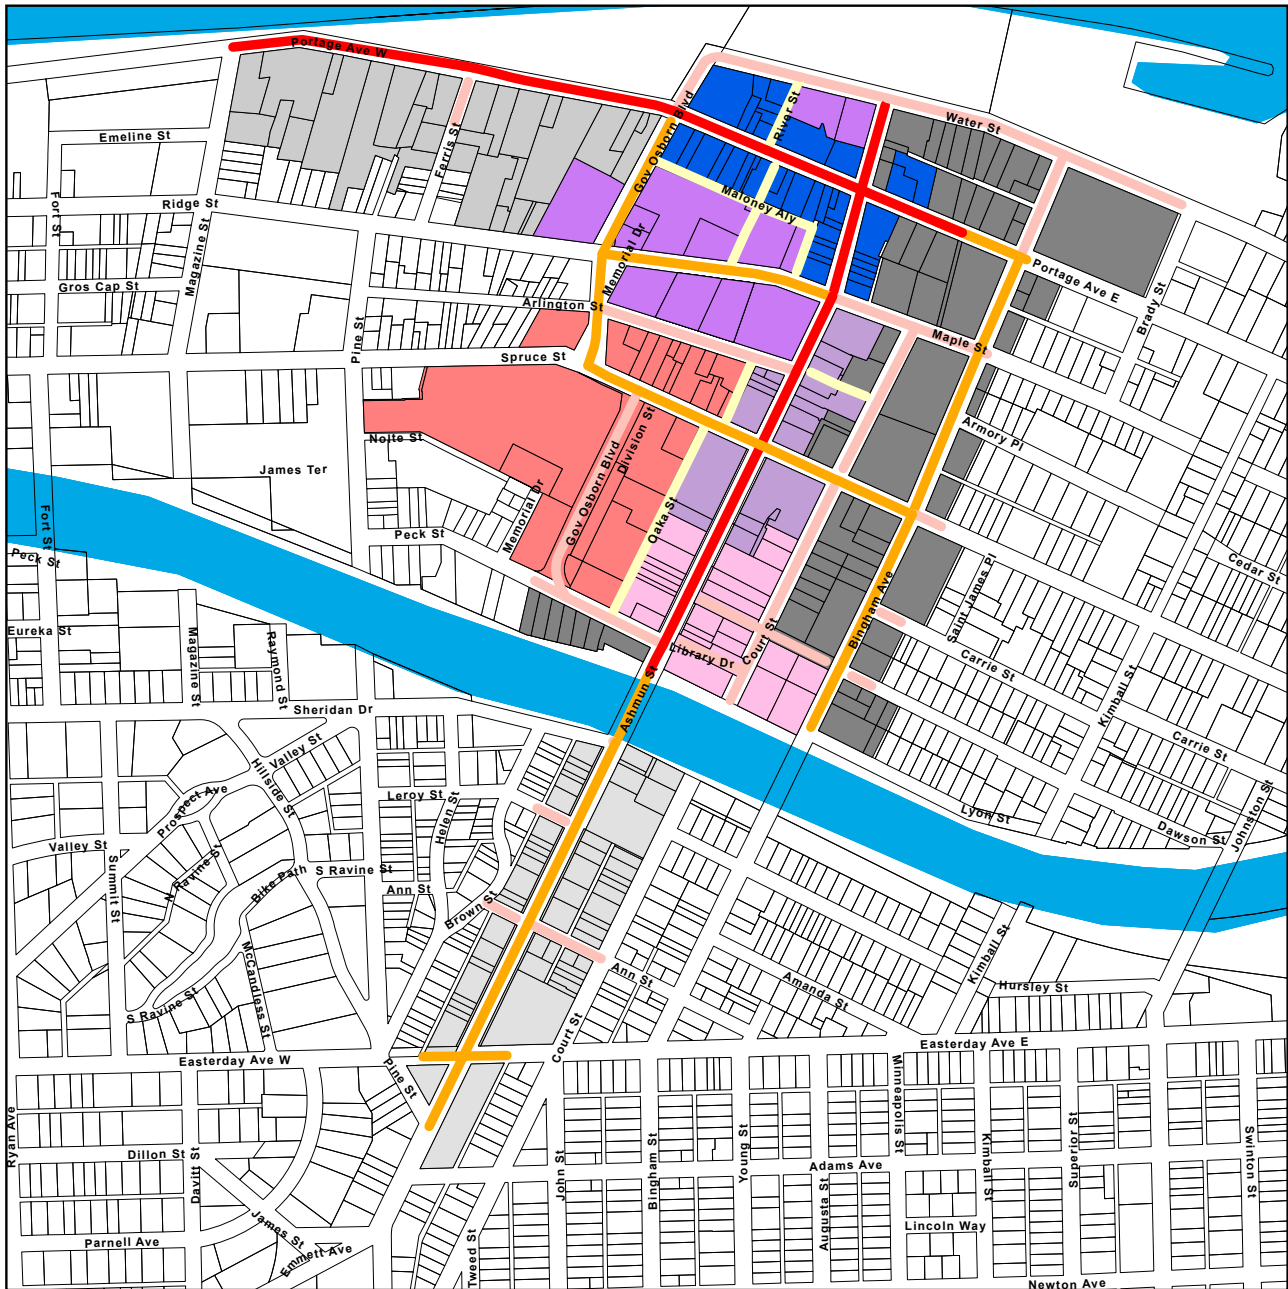 Portage Ave W
Water St
River St
Gov Osborn Blvd
Emeline St
Ferris St
Maloney Aly
Fort St
Ridge St
Magazine St
Memorial Dr
Portage Ave E
Gros Cap St
Arlington St
Brady St
Pine St
Maple St
Spruce St
Armory Pl
Nolte St
Division St
James Ter
Gov Osborn Blvd
Memorial Dr
Oaka St
Fort St
Peck St
Peck St
Cedar St
Saint James Pl
Bingham Ave
Eureka St
Magazine St
Raymond St
Library Dr
Court St
Carrie St
Kimball St
Ashmun St
Sheridan Dr
Carrie St
Valley St
Hillside St
Prospect Ave
Leroy St
Helen St
Lyon St
Dawson St
Johnston St
Valley St
Summit St
N Ravine St
Bike Path
S Ravine St
Ann St
Brown St
McCandless St
S Ravine St
Ann St
Amanda St
Kimball St
Hursley St
Court St
Easterday Ave W
Easterday Ave E
Pine St
Minneapolis St
Ryan Ave
Dillon St
Davitt St
John St
Bingham St
Young St
Adams Ave
Augusta St
Kimball St
Superior St
Swinton St
James St
Lincoln Way
Parnell Ave
Emmett Ave
Tweed St
Newton Ave